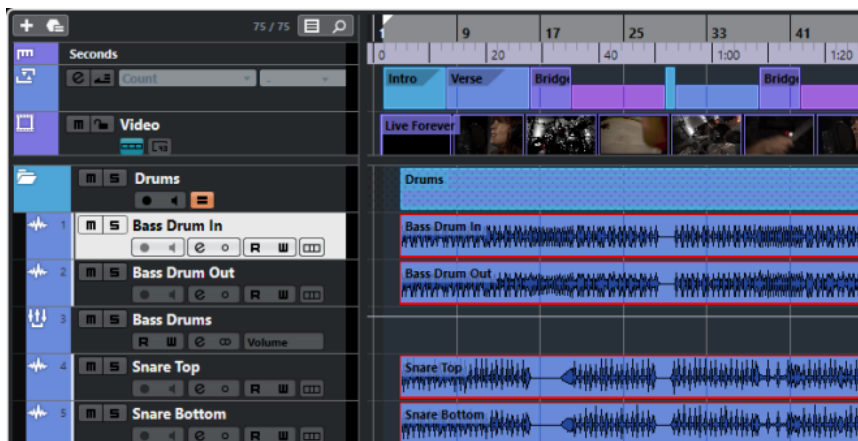 75 / 75
1 9 17 25 33 41
Seconds
0 20 40 1:00 1:20
e Count -
Intro Verse Bridge Bridge
m Video
Live Forever
m S Drums
Drums
1 m S Bass Drum In
Bass Drum In
e R W
2 m S Bass Drum Out
Bass Drum Out
e R W
3 m S Bass Drums
R W e Volume
4 m S Snare Top
Snare Top
e R W
5 m S Snare Bottom
Snare Bottom
e R W